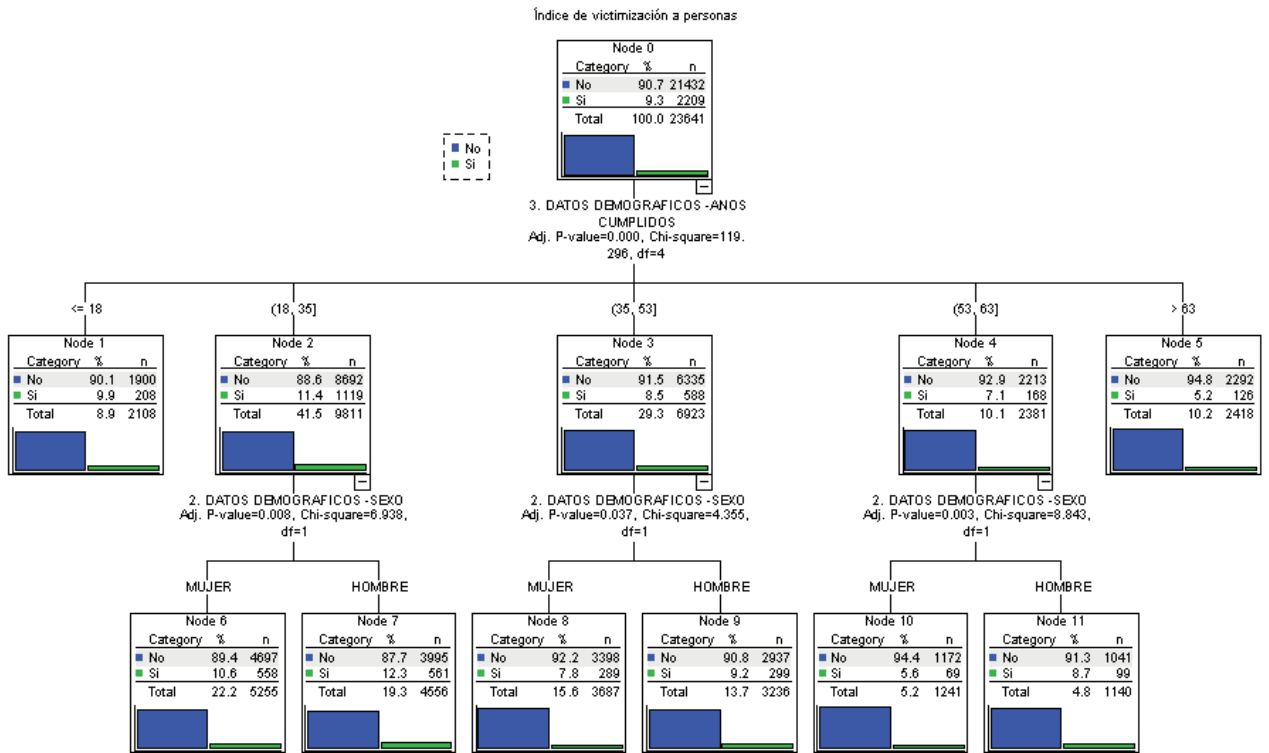 Índice de victimización a personas
Node 0
Category % n
No 90.7 21432
Si 9.3 2209
Total 100.0 23641
No
Si
3. DATOS DEMOGRAFICOS -ANOS
CUMPLIDOS
Adj. P-value=0.000, Chi-square=119.
296, df=4
<= 18
(18, 35]
(35, 53]
(53, 63]
> 63
Node 1
Category % n
No 90.1 1900
Si 9.9 208
Total 8.9 2108
Node 2
Category % n
No 88.6 8692
Si 11.4 1119
Total 41.5 9811
Node 3
Category % n
No 91.5 6335
Si 8.5 588
Total 29.3 6923
Node 4
Category % n
No 92.9 2213
Si 7.1 168
Total 10.1 2381
Node 5
Category % n
No 94.8 2292
Si 5.2 126
Total 10.2 2418
2. DATOS DEMOGRAFICOS -SEXO
Adj. P-value=0.008, Chi-square=6.938,
df=1
2. DATOS DEMOGRAFICOS -SEXO
Adj. P-value=0.037, Chi-square=4.355,
df=1
2. DATOS DEMOGRAFICOS -SEXO
Adj. P-value=0.003, Chi-square=8.843,
df=1
MUJER
HOMBRE
MUJER
HOMBRE
MUJER
HOMBRE
Node 6
Category % n
No 89.4 4697
Si 10.6 558
Total 22.2 5255
Node 7
Category % n
No 87.7 3995
Si 12.3 561
Total 19.3 4556
Node 8
Category % n
No 92.2 3398
Si 7.8 289
Total 15.6 3687
Node 9
Category % n
No 90.8 2937
Si 9.2 299
Total 13.7 3236
Node 10
Category % n
No 94.4 1172
Si 5.6 69
Total 5.2 1241
Node 11
Category % n
No 91.3 1041
Si 8.7 99
Total 4.8 1140